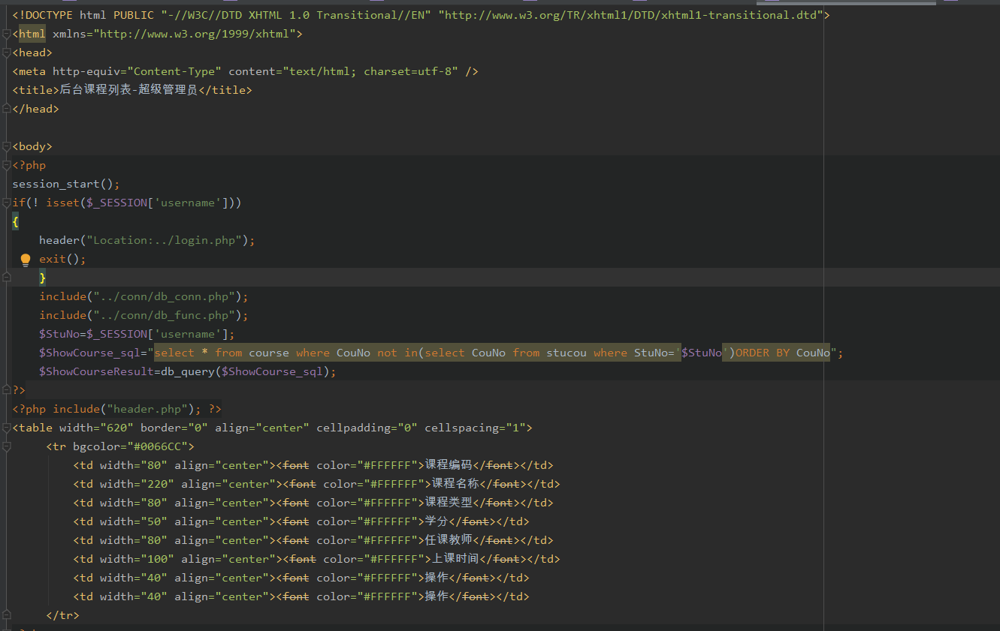 <!DOCTYPE html PUBLIC "-//W3C//DTD XHTML 1.0 Transitional//EN" "http://www.w3.org/TR/xhtml1/DTD/xhtml1-transitional.dtd">
<html xmlns="http://www.w3.org/1999/xhtml">
<head>
<meta http-equiv="Content-Type" content="text/html; charset=utf-8" />
<title>后台课程列表-超级管理员</title>
</head>
<body>
<?php
session_start();
if(! isset($_SESSION['username']))
{
header("Location:../login.php");
exit();
}
include("../conn/db_conn.php");
include("../conn/db_func.php");
$StuNo=$_SESSION['username'];
$ShowCourse_sql="select * from course where CouNo not in(select CouNo from stucou where StuNo='$StuNo')ORDER BY CouNo";
$ShowCourseResult=db_query($ShowCourse_sql);
?>
<?php include("header.php"); ?>
<table width="620" border="0" align="center" cellpadding="0" cellspacing="1">
<tr bgcolor="#0066CC">
<td width="80" align="center"><font color="#FFFFFF">课程编码</font></td>
<td width="220" align="center"><font color="#FFFFFF">课程名称</font></td>
<td width="80" align="center"><font color="#FFFFFF">课程类型</font></td>
<td width="50" align="center"><font color="#FFFFFF">学分</font></td>
<td width="80" align="center"><font color="#FFFFFF">任课教师</font></td>
<td width="100" align="center"><font color="#FFFFFF">上课时间</font></td>
<td width="40" align="center"><font color="#FFFFFF">操作</font></td>
<td width="40" align="center"><font color="#FFFFFF">操作</font></td>
</tr>